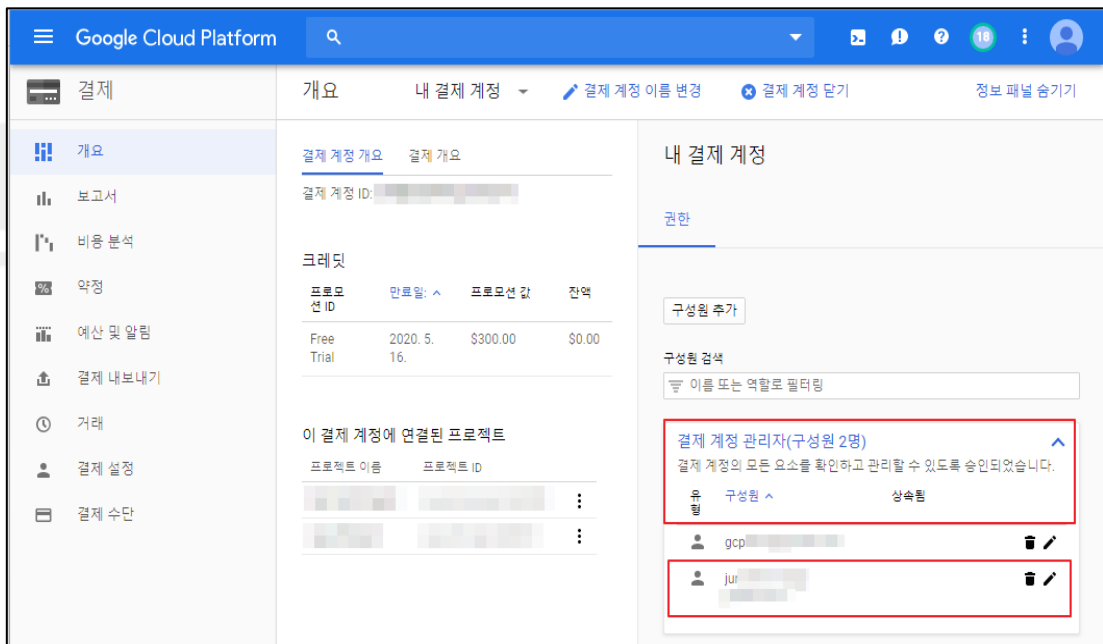 Google Cloud Platform
18
결제
개요
내 결제 계정
결제 계정 이름 변경
결제 계정 닫기
정보 패널 숨기기
개요
보고서
비용 분석
약정
예산 및 알림
결제 내보내기
거래
결제 설정
결제 수단
결제 계정 개요 결제 개요
결제 계정 ID:
크레딧
프로모션 ID 만료일: 프로모션 값 잔액
Free Trial 2020. 5. 16. $300.00 $0.00
이 결제 계정에 연결된 프로젝트
프로젝트 이름 프로젝트 ID
내 결제 계정
권한
구성원 추가
구성원 검색
이름 또는 역할로 필터링
결제 계정 관리자(구성원 2명)
결제 계정의 모든 요소를 확인하고 관리할 수 있도록 승인되었습니다.
유형 구성원 상속됨
gcp
jur